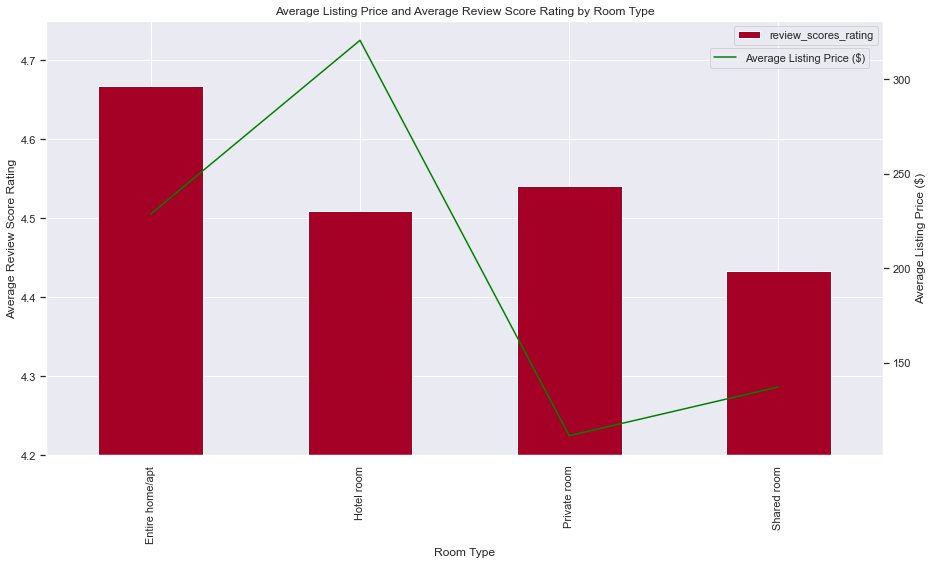 Average Listing Price and Average Review Score Rating by Room Type
review_scores_rating
Average Listing Price ($)
4.7
4.6
4.5
4.4
4.3
4.2
Average Review Score Rating
300
250
200
150
Average Listing Price ($)
Entire home/apt
Hotel room
Private room
Shared room
Room Type